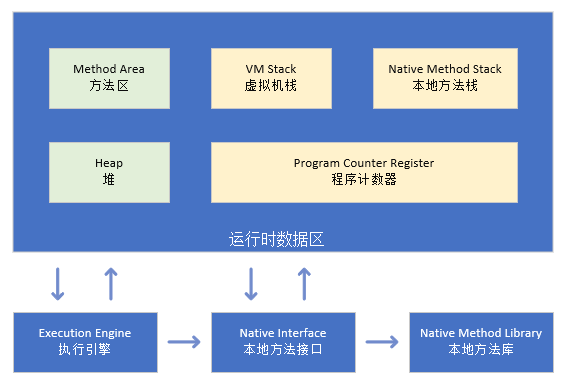 Method Area
方法区
VM Stack
虚拟机栈
Native Method Stack
本地方法栈
Heap
堆
Program Counter Register
程序计数器
运行时数据区
Execution Engine
执行引擎
Native Interface
本地方法接口
Native Method Library
本地方法库